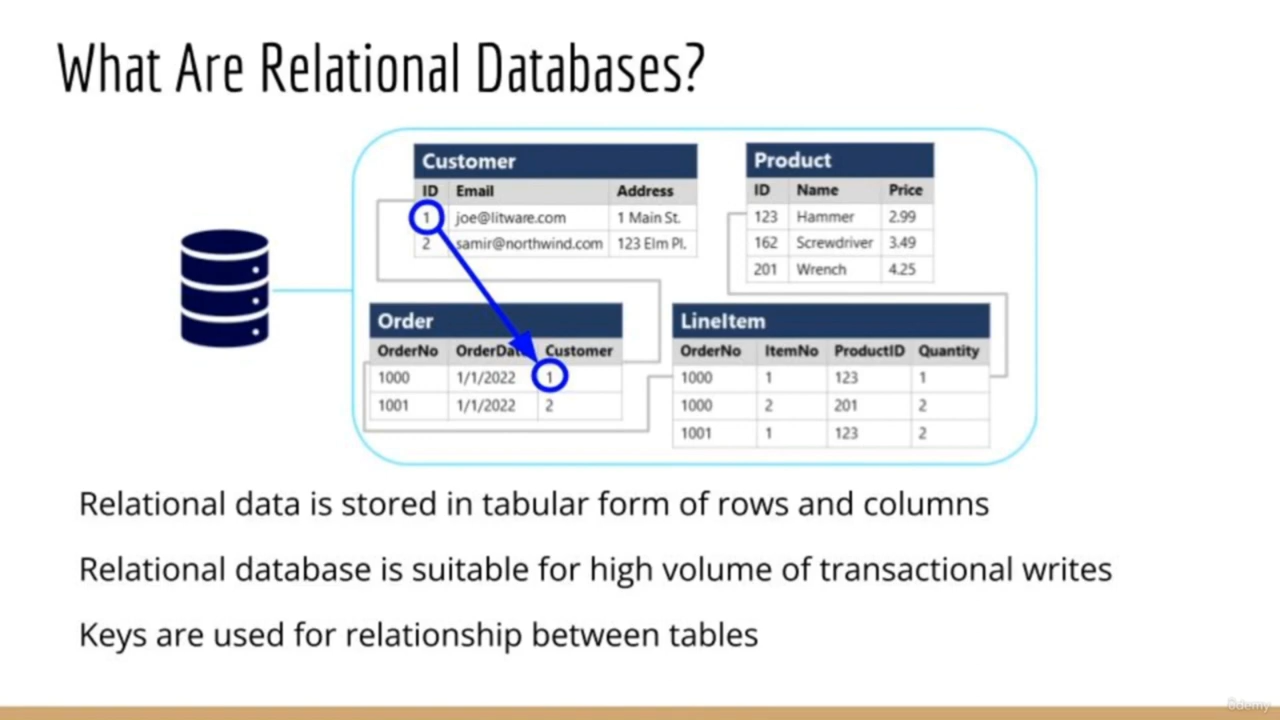 What Are Relational Databases?
Customer
ID Email Address
1 joe@litware.com 1 Main St.
2 samir@northwind.com 123 Elm Pl.
Product
ID Name Price
123 Hammer 2.99
162 Screwdriver 3.49
201 Wrench 4.25
Order
OrderNo OrderDat Customer
1000 1/1/2022 1
1001 1/1/2022 2
LineItem
OrderNo ItemNo ProductID Quantity
1000 1 123 1
1000 2 201 2
1001 1 123 2
Relational data is stored in tabular form of rows and columns
Relational database is suitable for high volume of transactional writes
Keys are used for relationship between tables
ûdemy